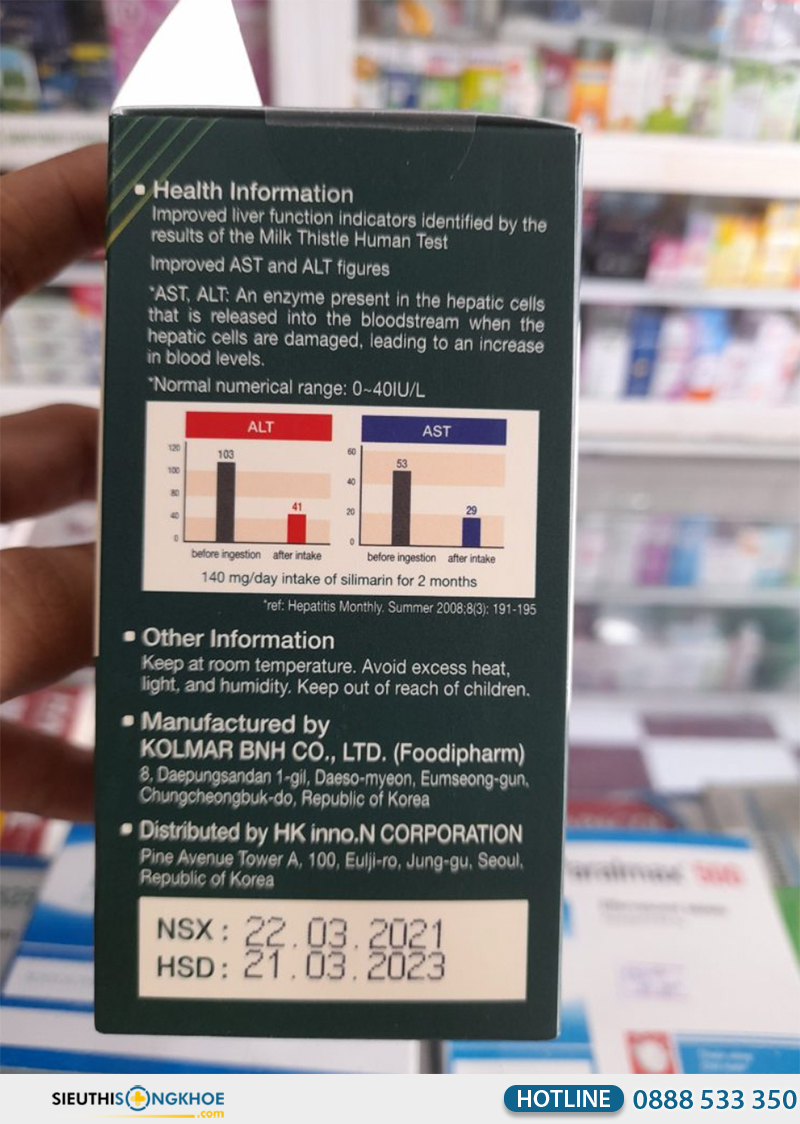 Health Information
Improved liver function indicators identified by the
results of the Milk Thistle Human Test
Improved AST and ALT figures
*AST, ALT: An enzyme present in the hepatic cells
that is released into the bloodstream when the
hepatic cells are damaged, leading to an increase
in blood levels.
*Normal numerical range: 0~40IU/L
ALT
120
100
80
40
0
103
41
before ingestion after intake
AST
60
40
20
0
53
29
before ingestion after intake
140 mg/day intake of silimarin for 2 months
*ref: Hepatitis Monthly. Summer 2008;8(3): 191-195
Other Information
Keep at room temperature. Avoid excess heat,
light, and humidity. Keep out of reach of children.
Manufactured by
KOLMAR BNH CO., LTD. (Foodipharm)
8, Daepungsandan 1-gil, Daeso-myeon, Eumseong-gun,
Chungcheongbuk-do, Republic of Korea
Distributed by HK inno.N CORPORATION
Pine Avenue Tower A, 100, Eulji-ro, Jung-gu, Seoul,
Republic of Korea
NSX : 22.03.2021
HSD : 21.03.2023
SIEUTHISONGKHOE
.com
HOTLINE 0888 533 350